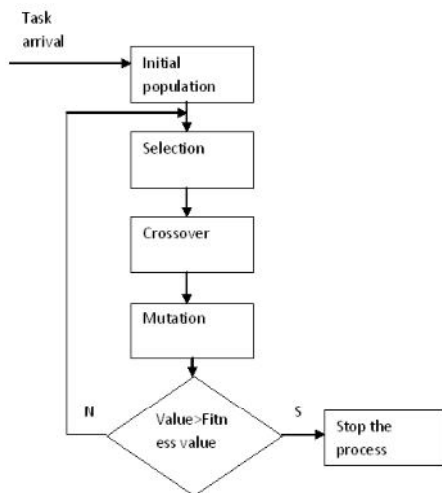 Task
arrival
Initial
population
Selection
Crossover
Mutation
Value>Fitn
ess value
N
S
Stop the
process